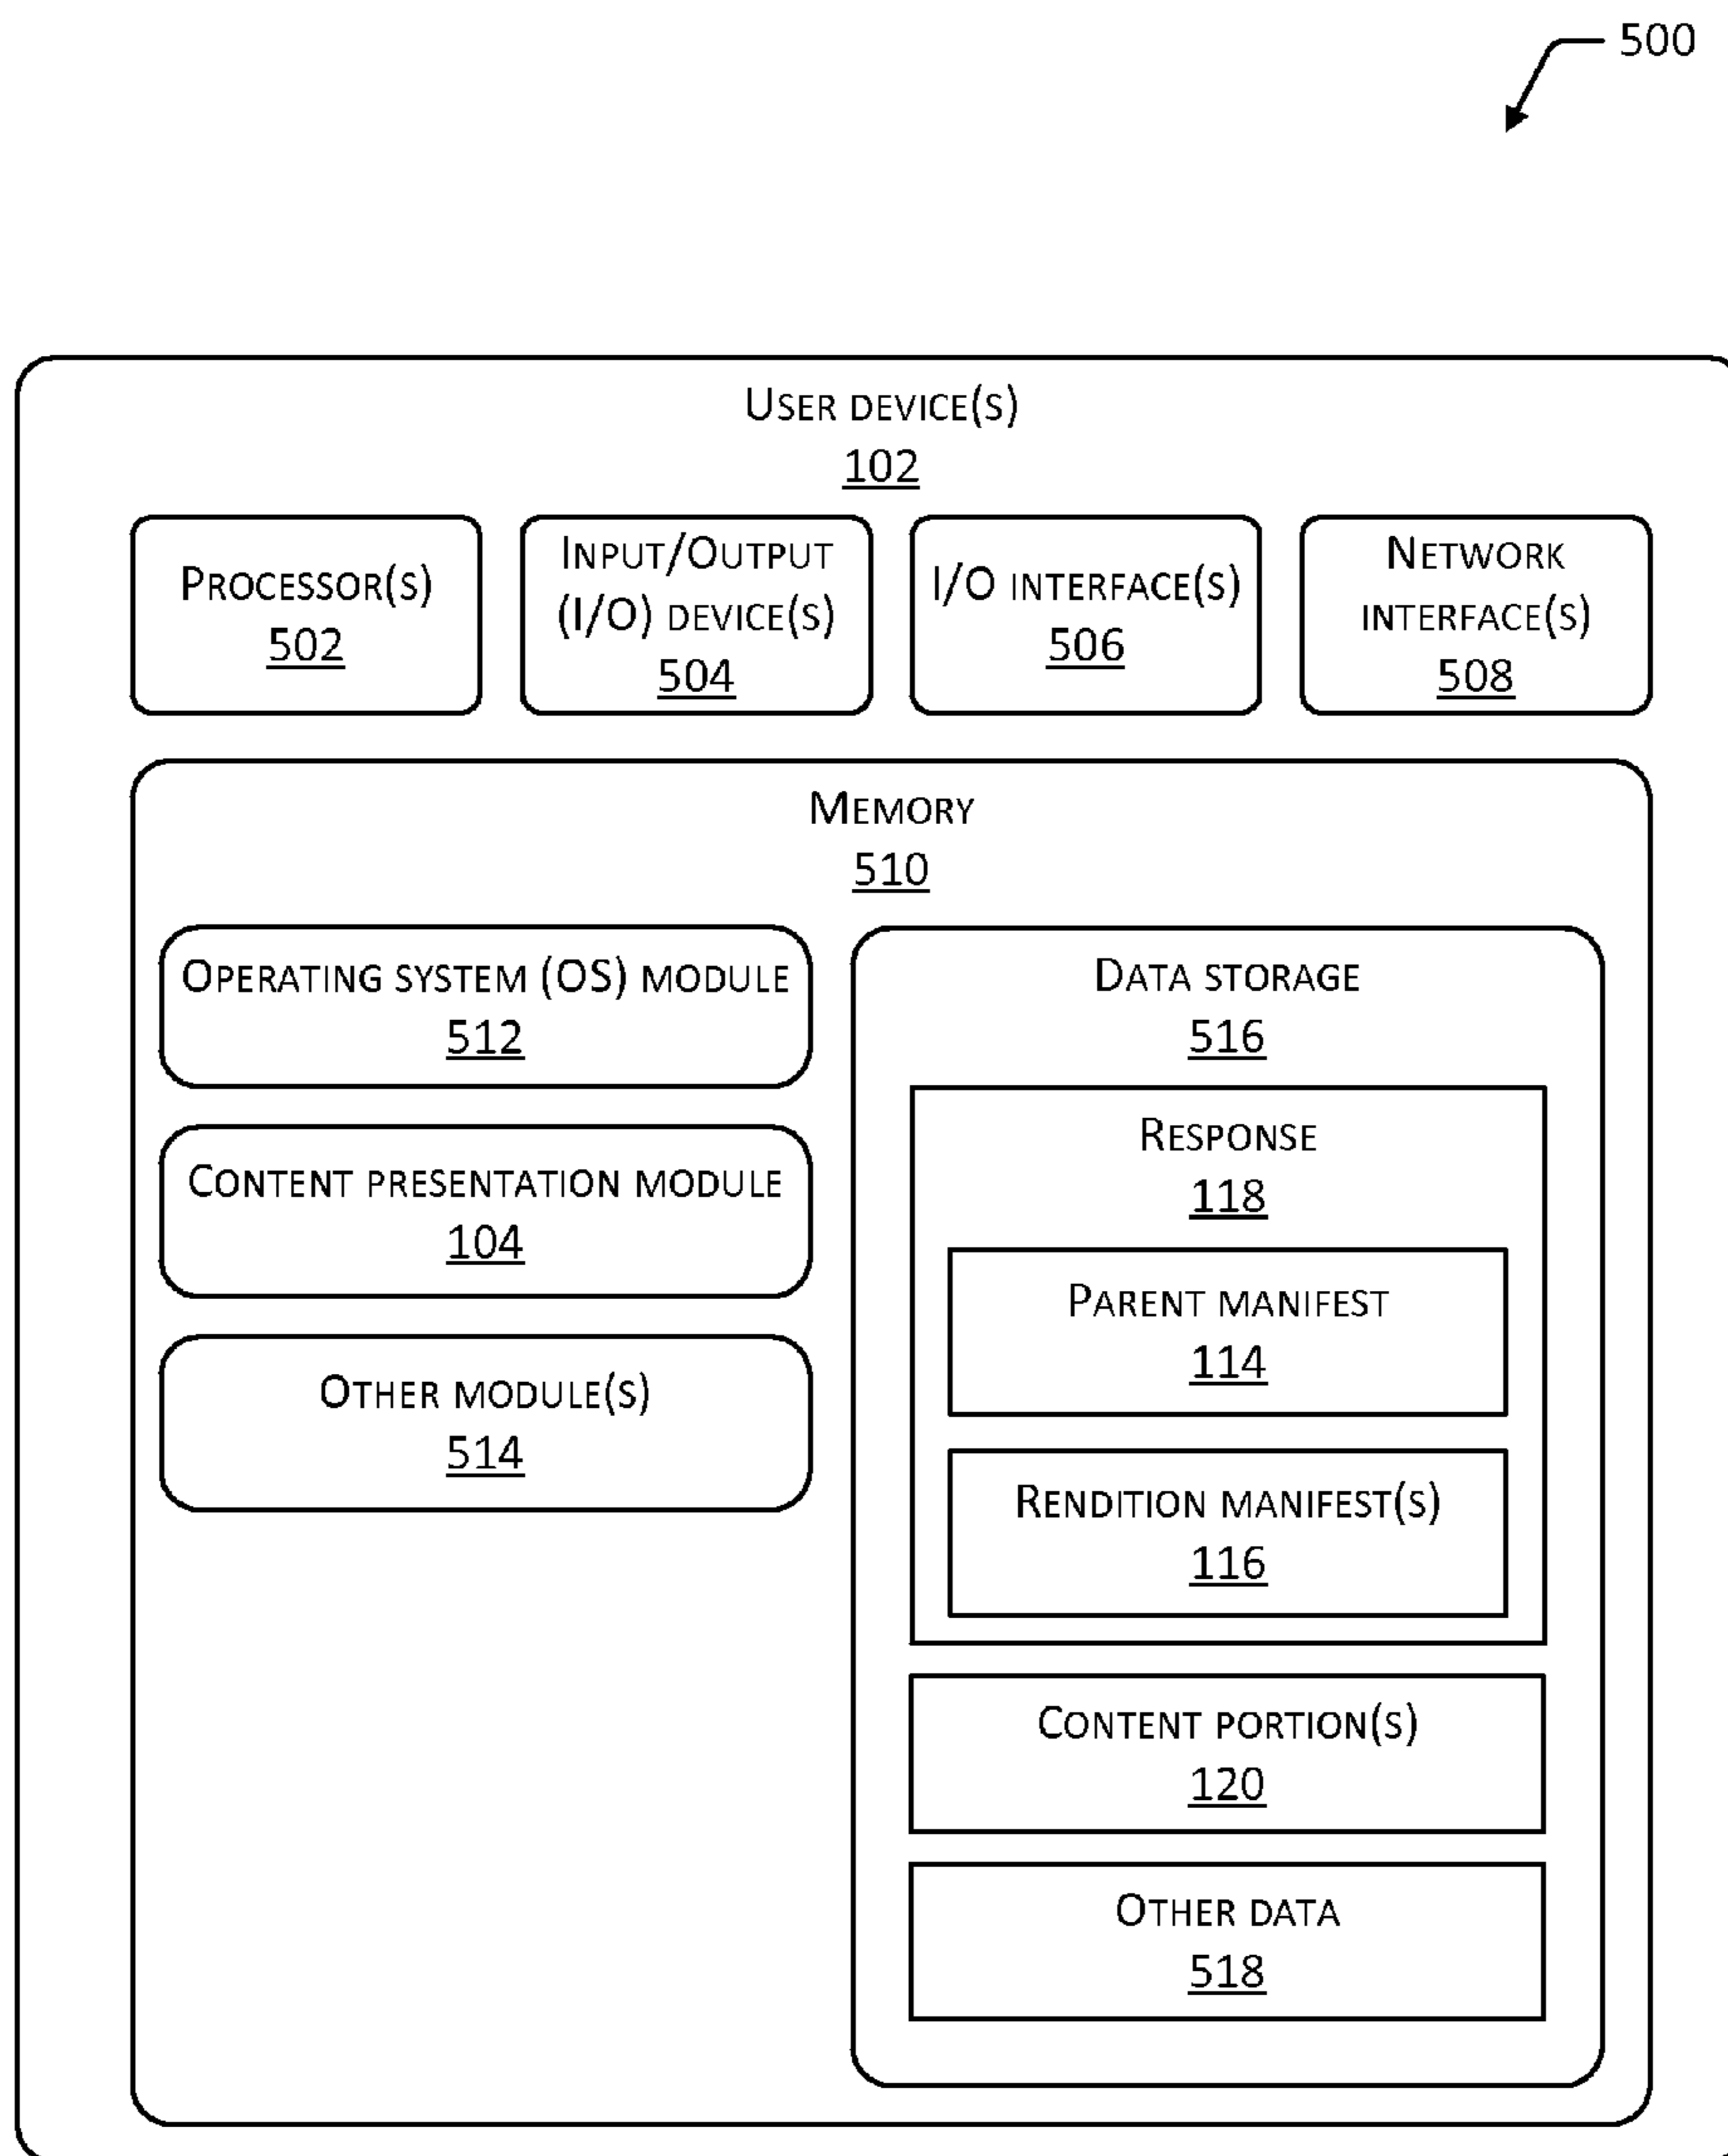 500
USER DEVICE(S)
102
PROCESSOR(S)
502
INPUT/OUTPUT
(I/O) DEVICE(S)
504
I/O INTERFACE(S)
506
NETWORK
INTERFACE(S)
508
MEMORY
510
OPERATING SYSTEM (OS) MODULE
512
CONTENT PRESENTATION MODULE
104
OTHER MODULE(S)
514
DATA STORAGE
516
RESPONSE
118
PARENT MANIFEST
114
RENDITION MANIFEST(S)
116
CONTENT PORTION(S)
120
OTHER DATA
518